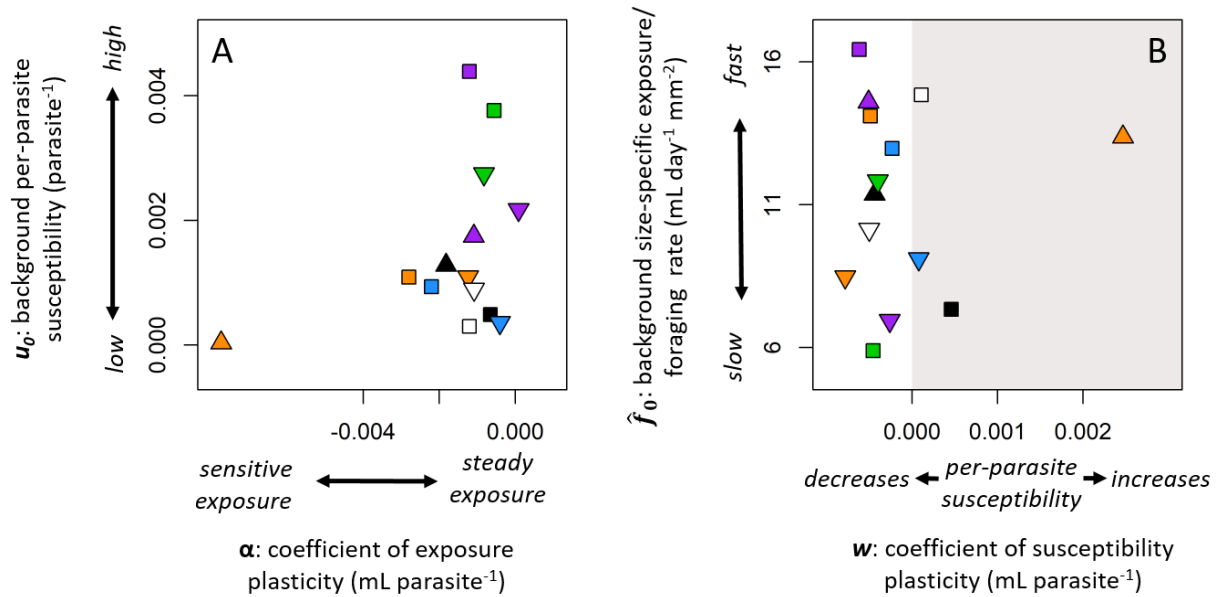 A
u₀: background per-parasite
susceptibility (parasite⁻¹)
low
high
0.000
0.002
0.004
-0.004
0.000
sensitive
exposure
steady
exposure
α: coefficient of exposure
plasticity (mL parasite⁻¹)
B
f̂₀: background size-specific exposure/
foraging rate (mL day⁻¹ mm⁻²)
slow
fast
6
11
16
0.000
0.001
0.002
decreases
per-parasite
susceptibility
increases
w: coefficient of susceptibility
plasticity (mL parasite⁻¹)